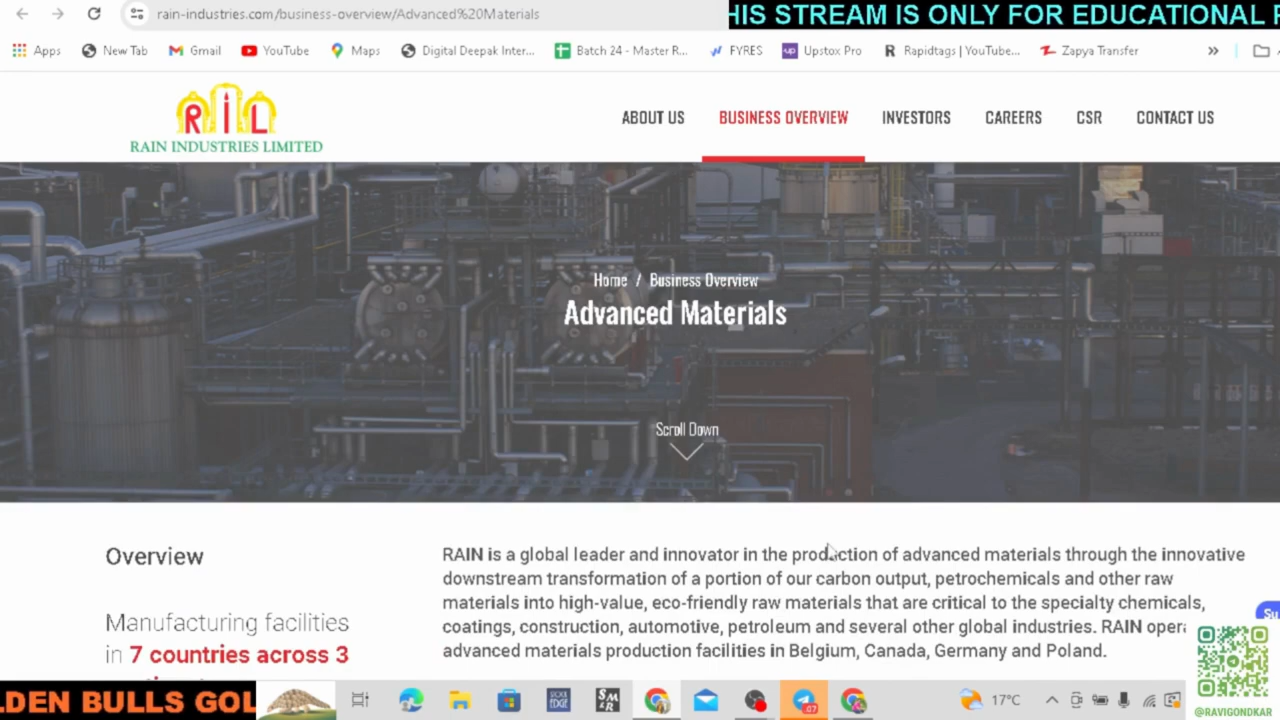 rain-industries.com/business-overview/Advanced%20Materials
HIS STREAM IS ONLY FOR EDUCATIONAL
Apps New Tab Gmail YouTube Maps Digital Deepak Inter... Batch 24 - Master R... FYRES Upstox Pro Rapidtags | YouTube... Zapya Transfer »
RIL
RAIN INDUSTRIES LIMITED
ABOUT US BUSINESS OVERVIEW INVESTORS CAREERS CSR CONTACT US
Home / Business Overview
Advanced Materials
Scroll Down
Overview
Manufacturing facilities
in 7 countries across 3
RAIN is a global leader and innovator in the production of advanced materials through the innovative
downstream transformation of a portion of our carbon output, petrochemicals and other raw
materials into high-value, eco-friendly raw materials that are critical to the specialty chemicals,
coatings, construction, automotive, petroleum and several other global industries. RAIN opera
advanced materials production facilities in Belgium, Canada, Germany and Poland.
Su
LDEN BULLS GOL
17°C
@RAVIGONDKAR